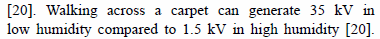 [20]. Walking across a carpet can generate 35 kV in
low humidity compared to 1.5 kV in high humidity [20].